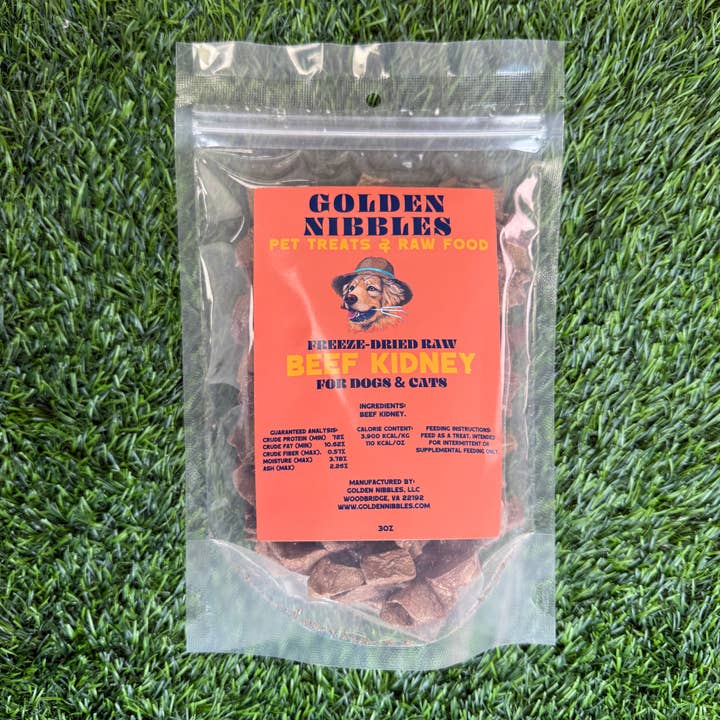 GOLDEN
NIBBLES
PET TREATS & RAW FOOD
FREEZE-DRIED RAW
BEEF KIDNEY
FOR DOGS & CATS
INGREDIENTS:
BEEF KIDNEY.
GUARANTEED ANALYSIS:
CRUDE PROTEIN (MIN) 72%
CRUDE FAT (MIN) 10.62%
CRUDE FIBER (MAX). 0.57%
MOISTURE (MAX) 3.78%
ASH (MAX) 2.26%
CALORIE CONTENT:
3,900 KCAL/KG
110 KCAL/OZ
FEEDING INSTRUCTIONS:
FEED AS A TREAT. INTENDED
FOR INTERMITTENT OR
SUPPLEMENTAL FEEDING ONLY.
MANUFACTURED BY:
GOLDEN NIBBLES, LLC
WOODBRIDGE, VA 22192
WWW.GOLDENNIBBLES.COM
3OZ